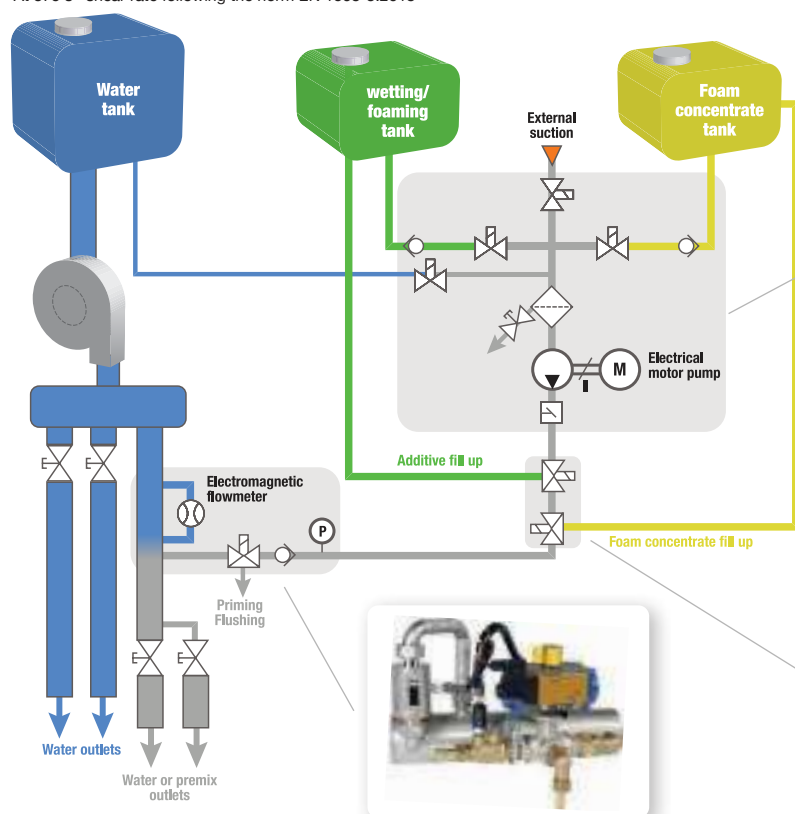 Water
tank
wetting/
foaming
tank
Foam
concentrate
tank
External
suction
Electrical
motor pump
M
Additive fill up
Electromagnetic
flowmeter
P
Foam concentrate fill up
Priming
Flushing
Water outlets
Water or premix
outlets